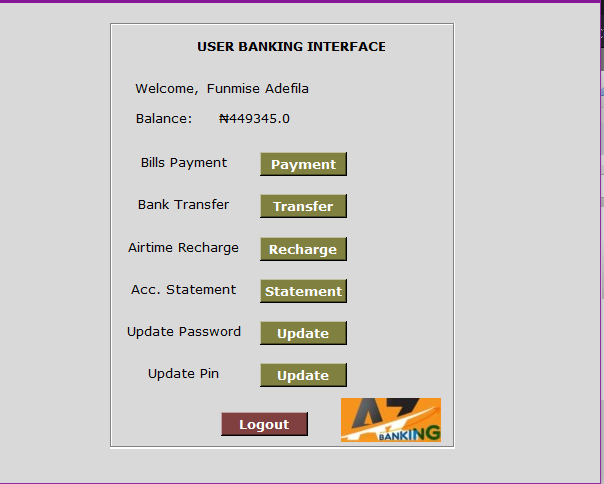 USER BANKING INTERFACE
Welcome, Funmise Adefila
Balance: ₦449345.0
Bills Payment Payment
Bank Transfer Transfer
Airtime Recharge Recharge
Acc. Statement Statement
Update Password Update
Update Pin Update
Logout
AZ
BANKING